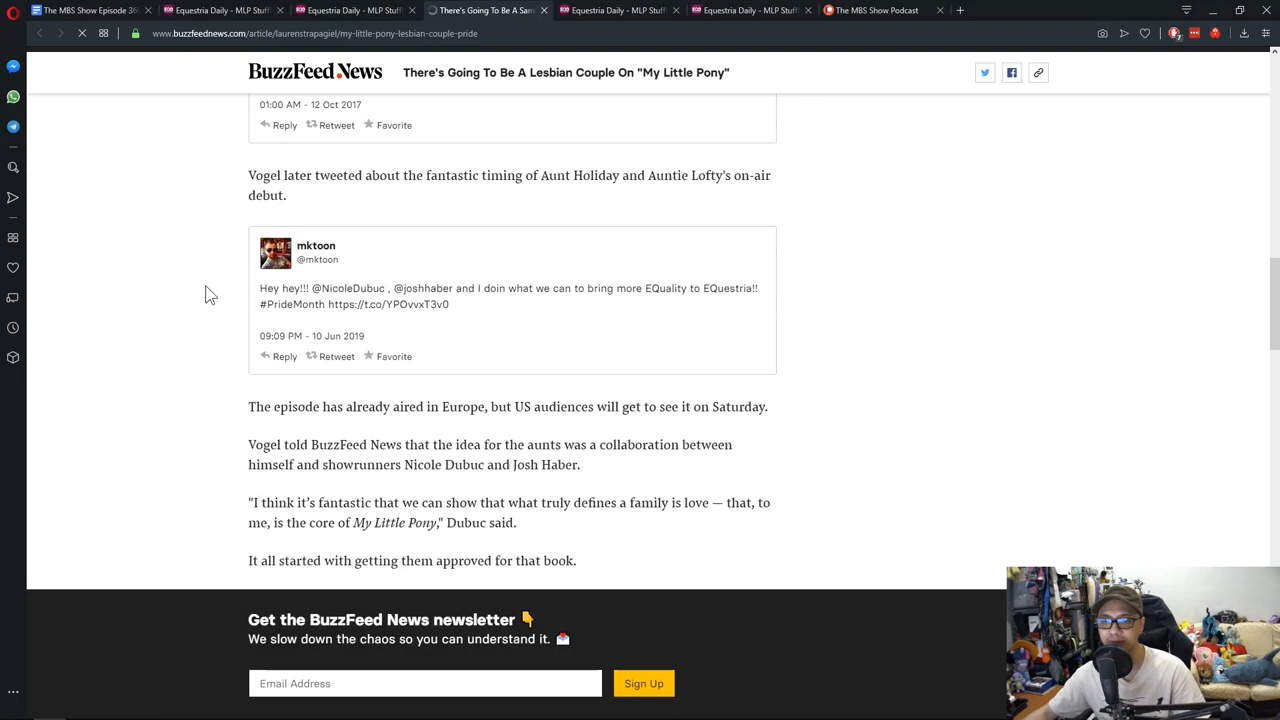 The MBS Show Episode 36
Equestria Daily - MLP Stuff!
Equestria Daily - MLP Stuff!
There's Going To Be A Les
Equestria Daily - MLP Stuff!
Equestria Daily - MLP Stuff!
The MBS Show Podcast
www.buzzfeednews.com/article/laurenstrapagiel/my-little-pony-lesbian-couple-pride
BuzzFeed News
There's Going To Be A Lesbian Couple On "My Little Pony"
01:00 AM - 12 Oct 2017
Reply Retweet Favorite
Vogel later tweeted about the fantastic timing of Aunt Holiday and Auntie Lofty's on-air
debut.
mktoon
@mktoon
Hey hey!!! @NicoleDubuc , @joshhaber and I doin what we can to bring more EQuality to EQuestria!!
#PrideMonth https://t.co/YPOvvxT3v0
09:09 PM - 10 Jun 2019
Reply Retweet Favorite
The episode has already aired in Europe, but US audiences will get to see it on Saturday.
Vogel told BuzzFeed News that the idea for the aunts was a collaboration between
himself and showrunners Nicole Dubuc and Josh Haber.
"I think it's fantastic that we can show that what truly defines a family is love — that, to
me, is the core of My Little Pony," Dubuc said.
It all started with getting them approved for that book.
Get the BuzzFeed News newsletter 👇
We slow down the chaos so you can understand it. 💌
Email Address
Sign Up